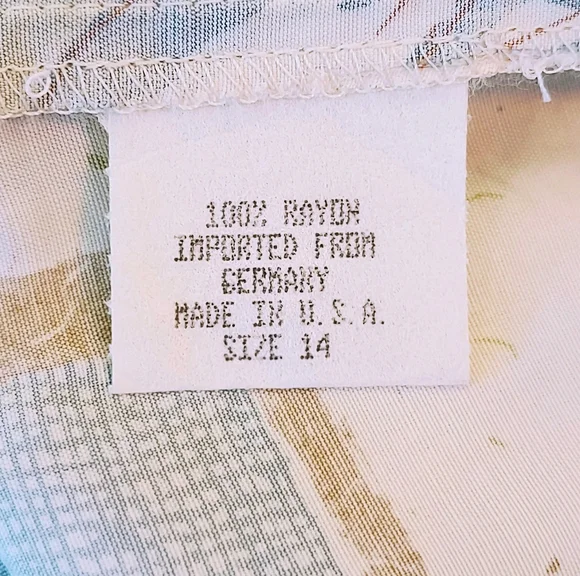 100% RAYON
IMPORTED FROM
GERMANY
MADE IN U.S.A.
SIZE 14